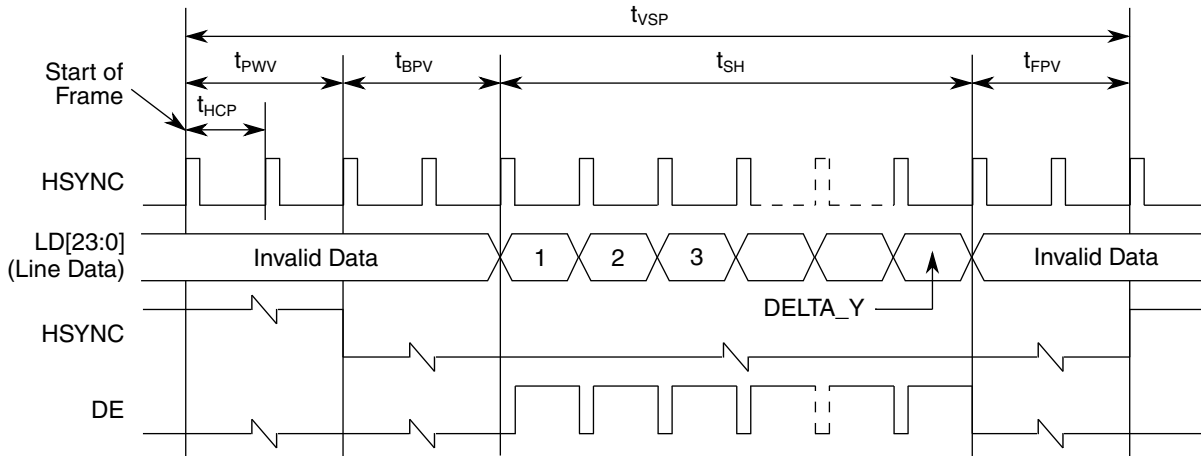 tVSP
tPWV
tBPV
tSH
tFPV
Start of
Frame
tHCP
HSYNC
LD[23:0]
(Line Data)
Invalid Data
1
2
3
Invalid Data
DELTA_Y
HSYNC
DE